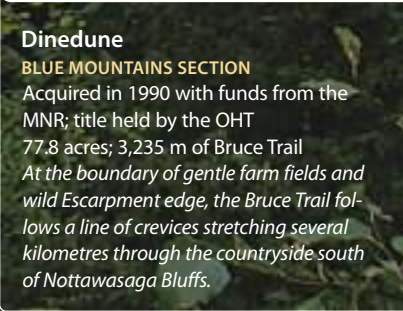 Dinedune
BLUE MOUNTAINS SECTION
Acquired in 1990 with funds from the
MNR; title held by the OHT
77.8 acres; 3,235 m of Bruce Trail
At the boundary of gentle farm fields and
wild Escarpment edge, the Bruce Trail fol-
lows a line of crevices stretching several
kilometres through the countryside south
of Nottawasaga Bluffs.